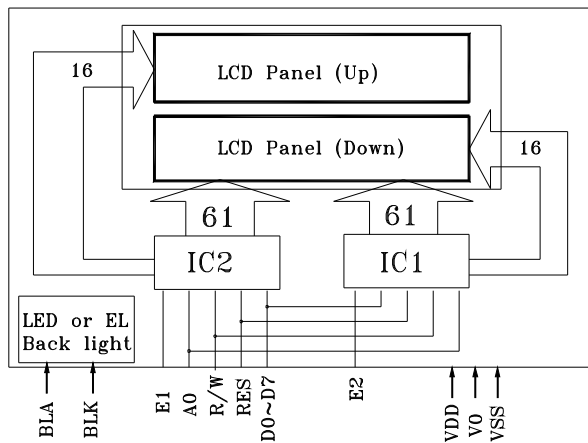 LCD Panel (Up)
16
LCD Panel (Down)
16
61
61
IC2
IC1
LED or EL
Back light
BLA
BLK
E1
A0
R/W
RES
D0~D7
E2
VDD
V0
VSS